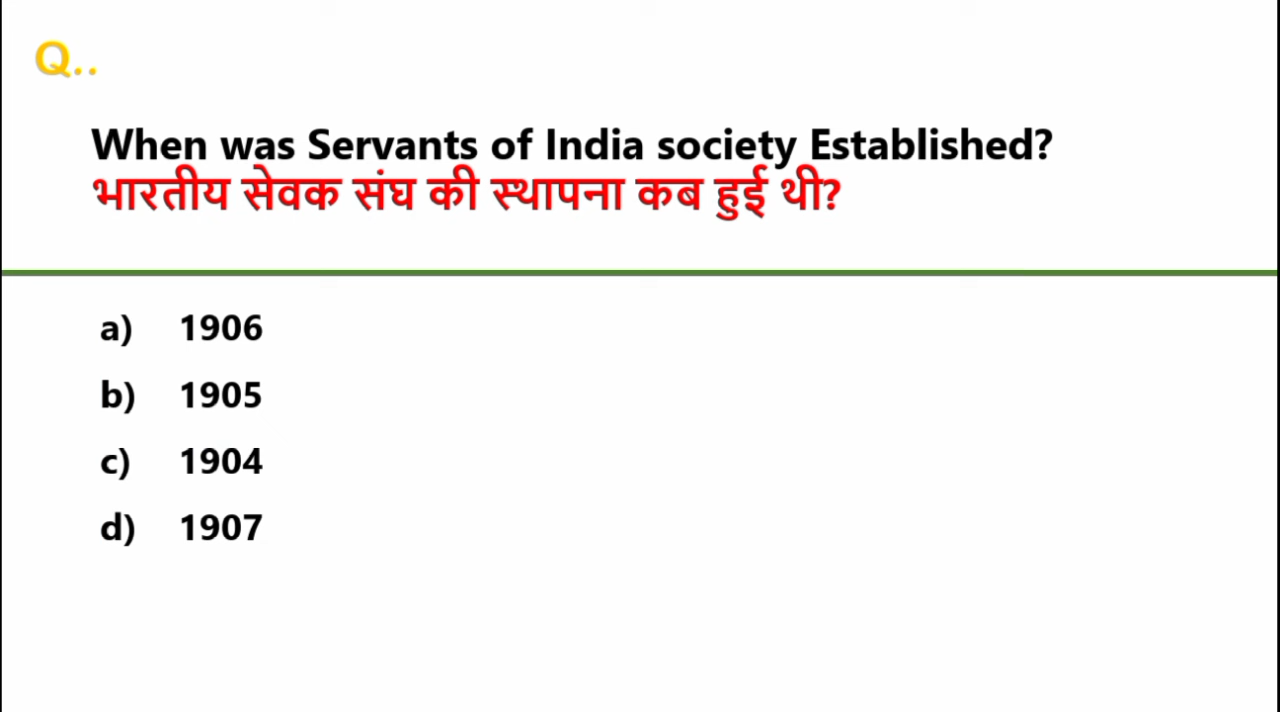 Q..
When was Servants of India society Established?
भारतीय सेवक संघ की स्थापना कब हुई थी?
a) 1906
b) 1905
c) 1904
d) 1907